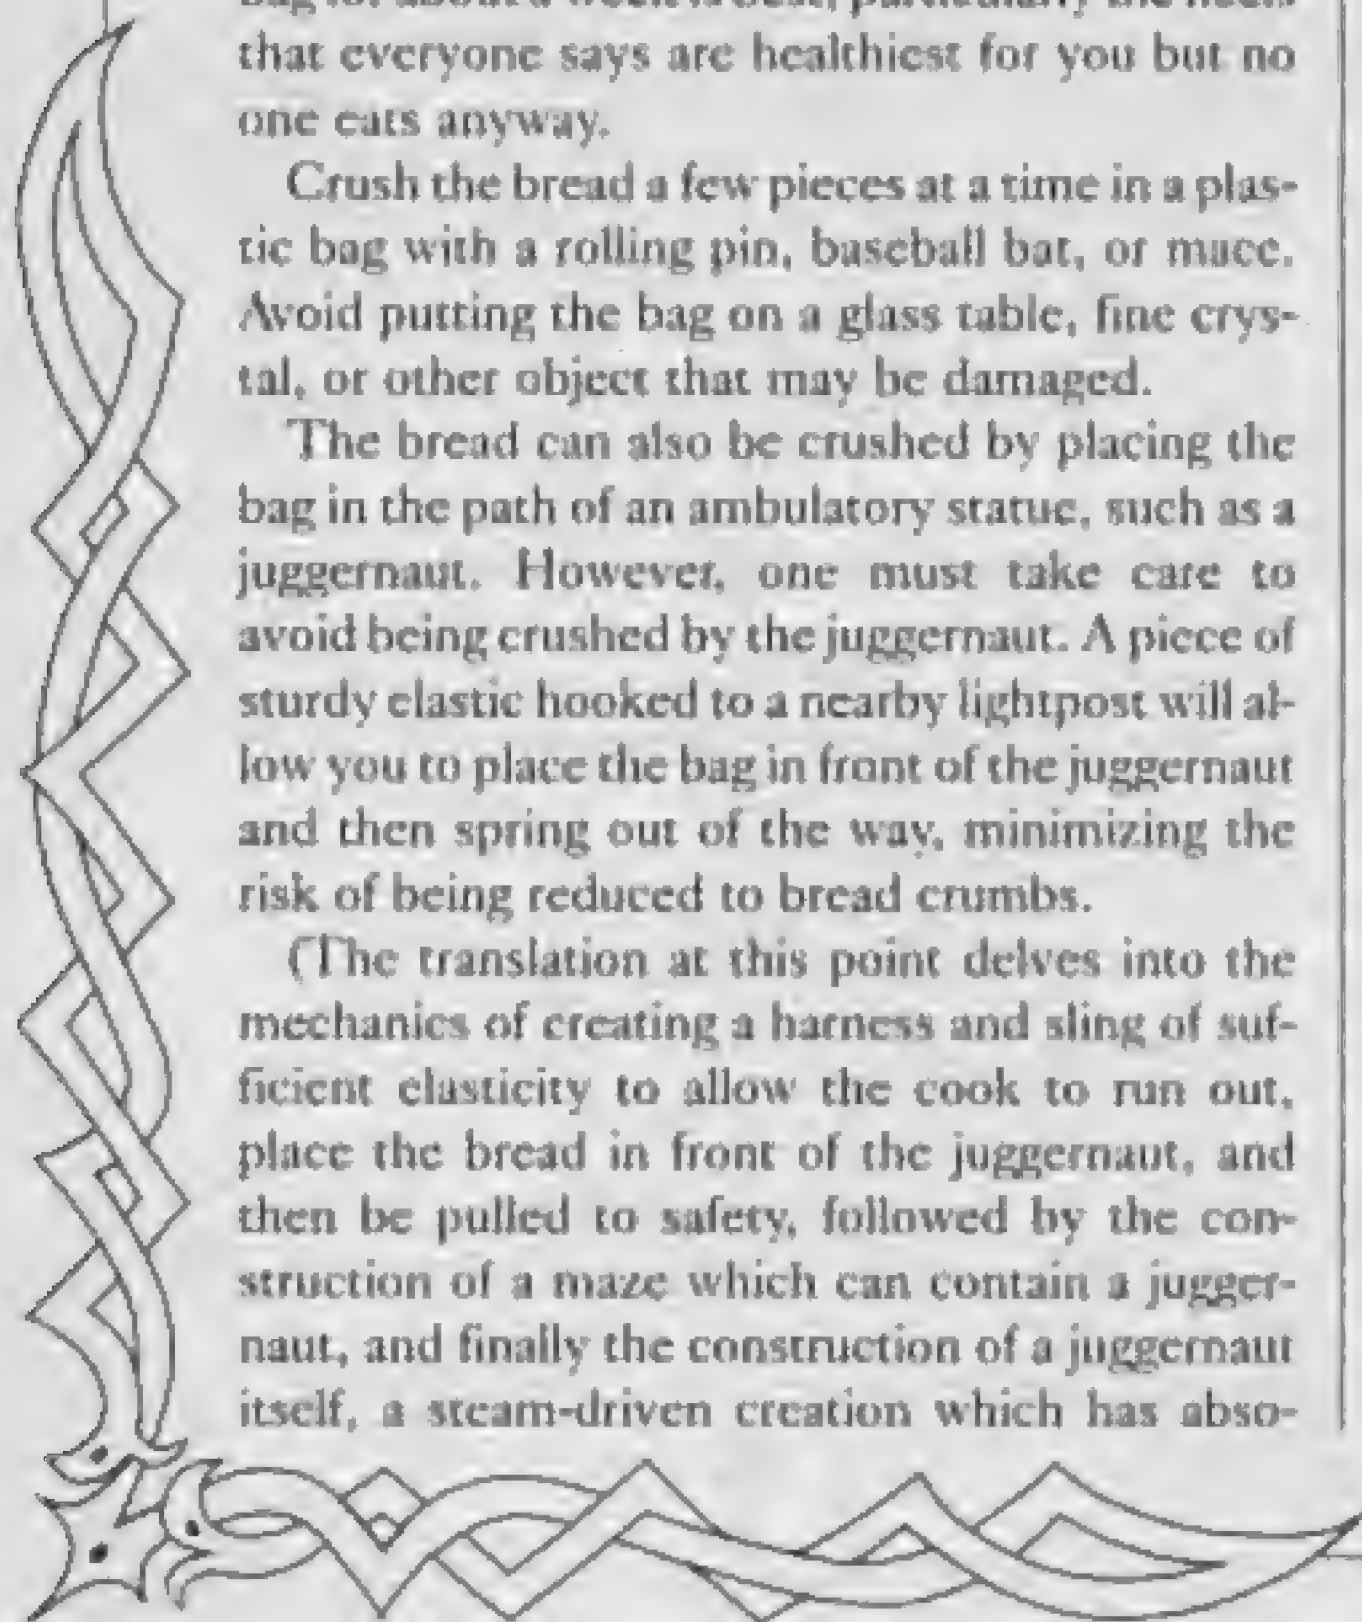 bag for about a week is best, particularly the heels
that everyone says are healthiest for you but no
one eats anyway.
Crush the bread a few pieces at a time in a plas-
tic bag with a rolling pin, baseball bat, or mace.
Avoid putting the bag on a glass table, fine crys-
tal, or other object that may be damaged.
The bread can also be crushed by placing the
bag in the path of an ambulatory statue, such as a
juggernaut. However, one must take care to
avoid being crushed by the juggernaut. A piece of
sturdy elastic hooked to a nearby lightpost will al-
low you to place the bag in front of the juggernaut
and then spring out of the way, minimizing the
risk of being reduced to bread crumbs.
(The translation at this point delves into the
mechanics of creating a harness and sling of suf-
ficient elasticity to allow the cook to run out,
place the bread in front of the juggernaut, and
then be pulled to safety, followed by the con-
struction of a maze which can contain a jugger-
naut, and finally the construction of a juggernaut
itself, a steam-driven creation which has abso-